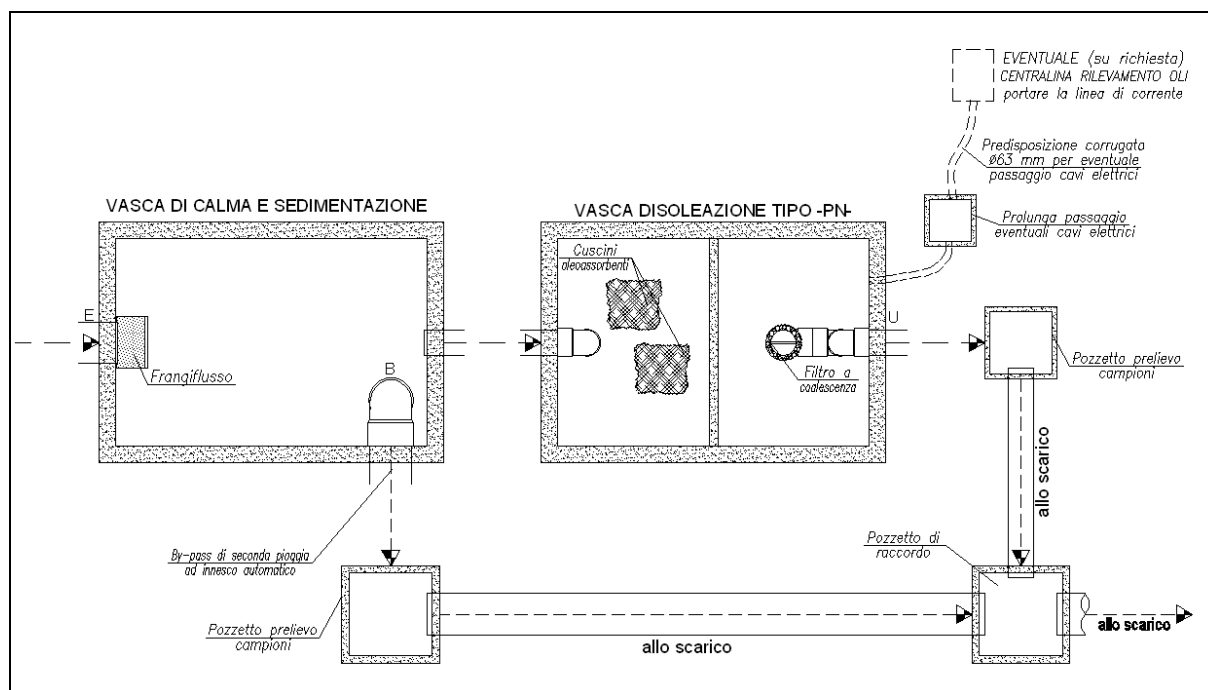 EVENTUALE (su richiesta)
CENTRALINA RILEVAMENTO OLI
portare la linea di corrente
Predisposizione corrugata
ø63 mm per eventuale
passaggio cavi elettrici
VASCA DI CALMA E SEDIMENTAZIONE
VASCA DISOLEAZIONE TIPO -PN-
Prolunga passaggio
eventuali cavi elettrici
Cuscini
oleoassorbenti
E
U
Frangiflusso
B
Filtro a
coalescenza
Pozzetto prelievo
campioni
allo scarico
By-pass di seconda pioggia
ad innesco automatico
Pozzetto di
raccordo
Pozzetto prelievo
campioni
allo scarico
allo scarico